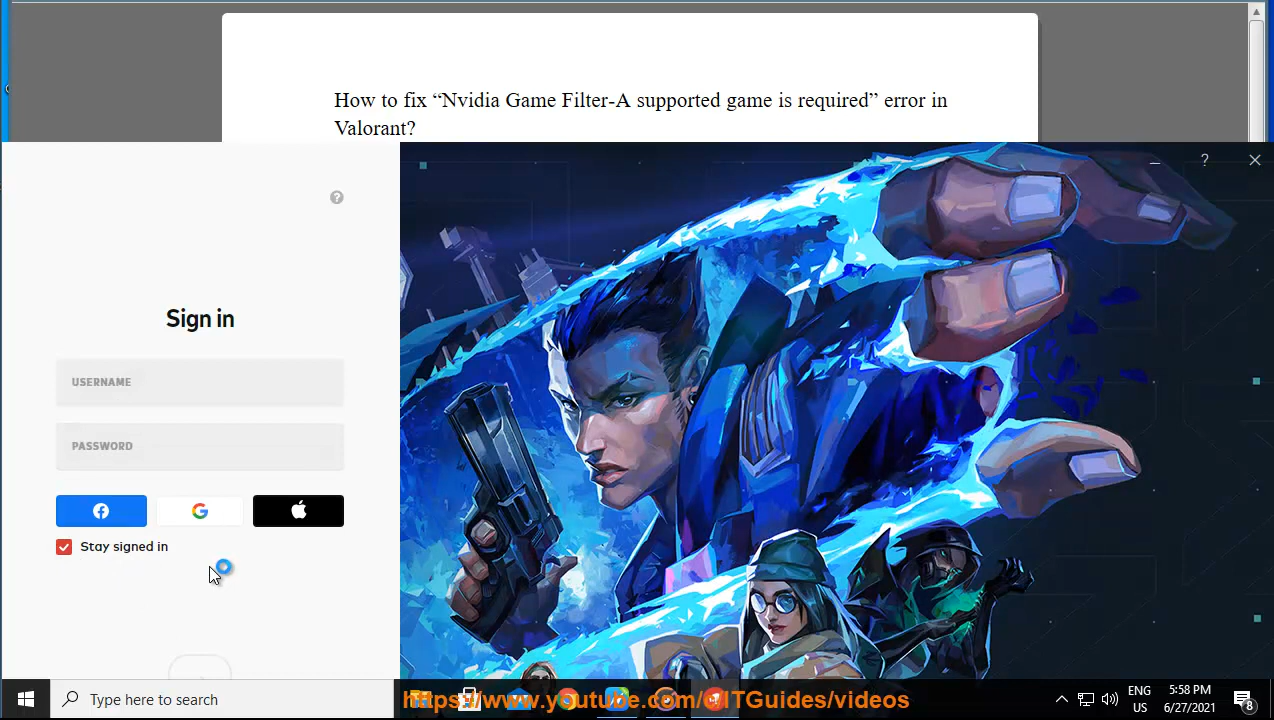 How to fix “Nvidia Game Filter-A supported game is required” error in
Valorant?
?
?
Sign in
USERNAME
PASSWORD
Stay signed in
Type here to search
https://www.youtube.com/c/ITGuides/videos
ENG
US
5:58 PM
6/27/2021
8